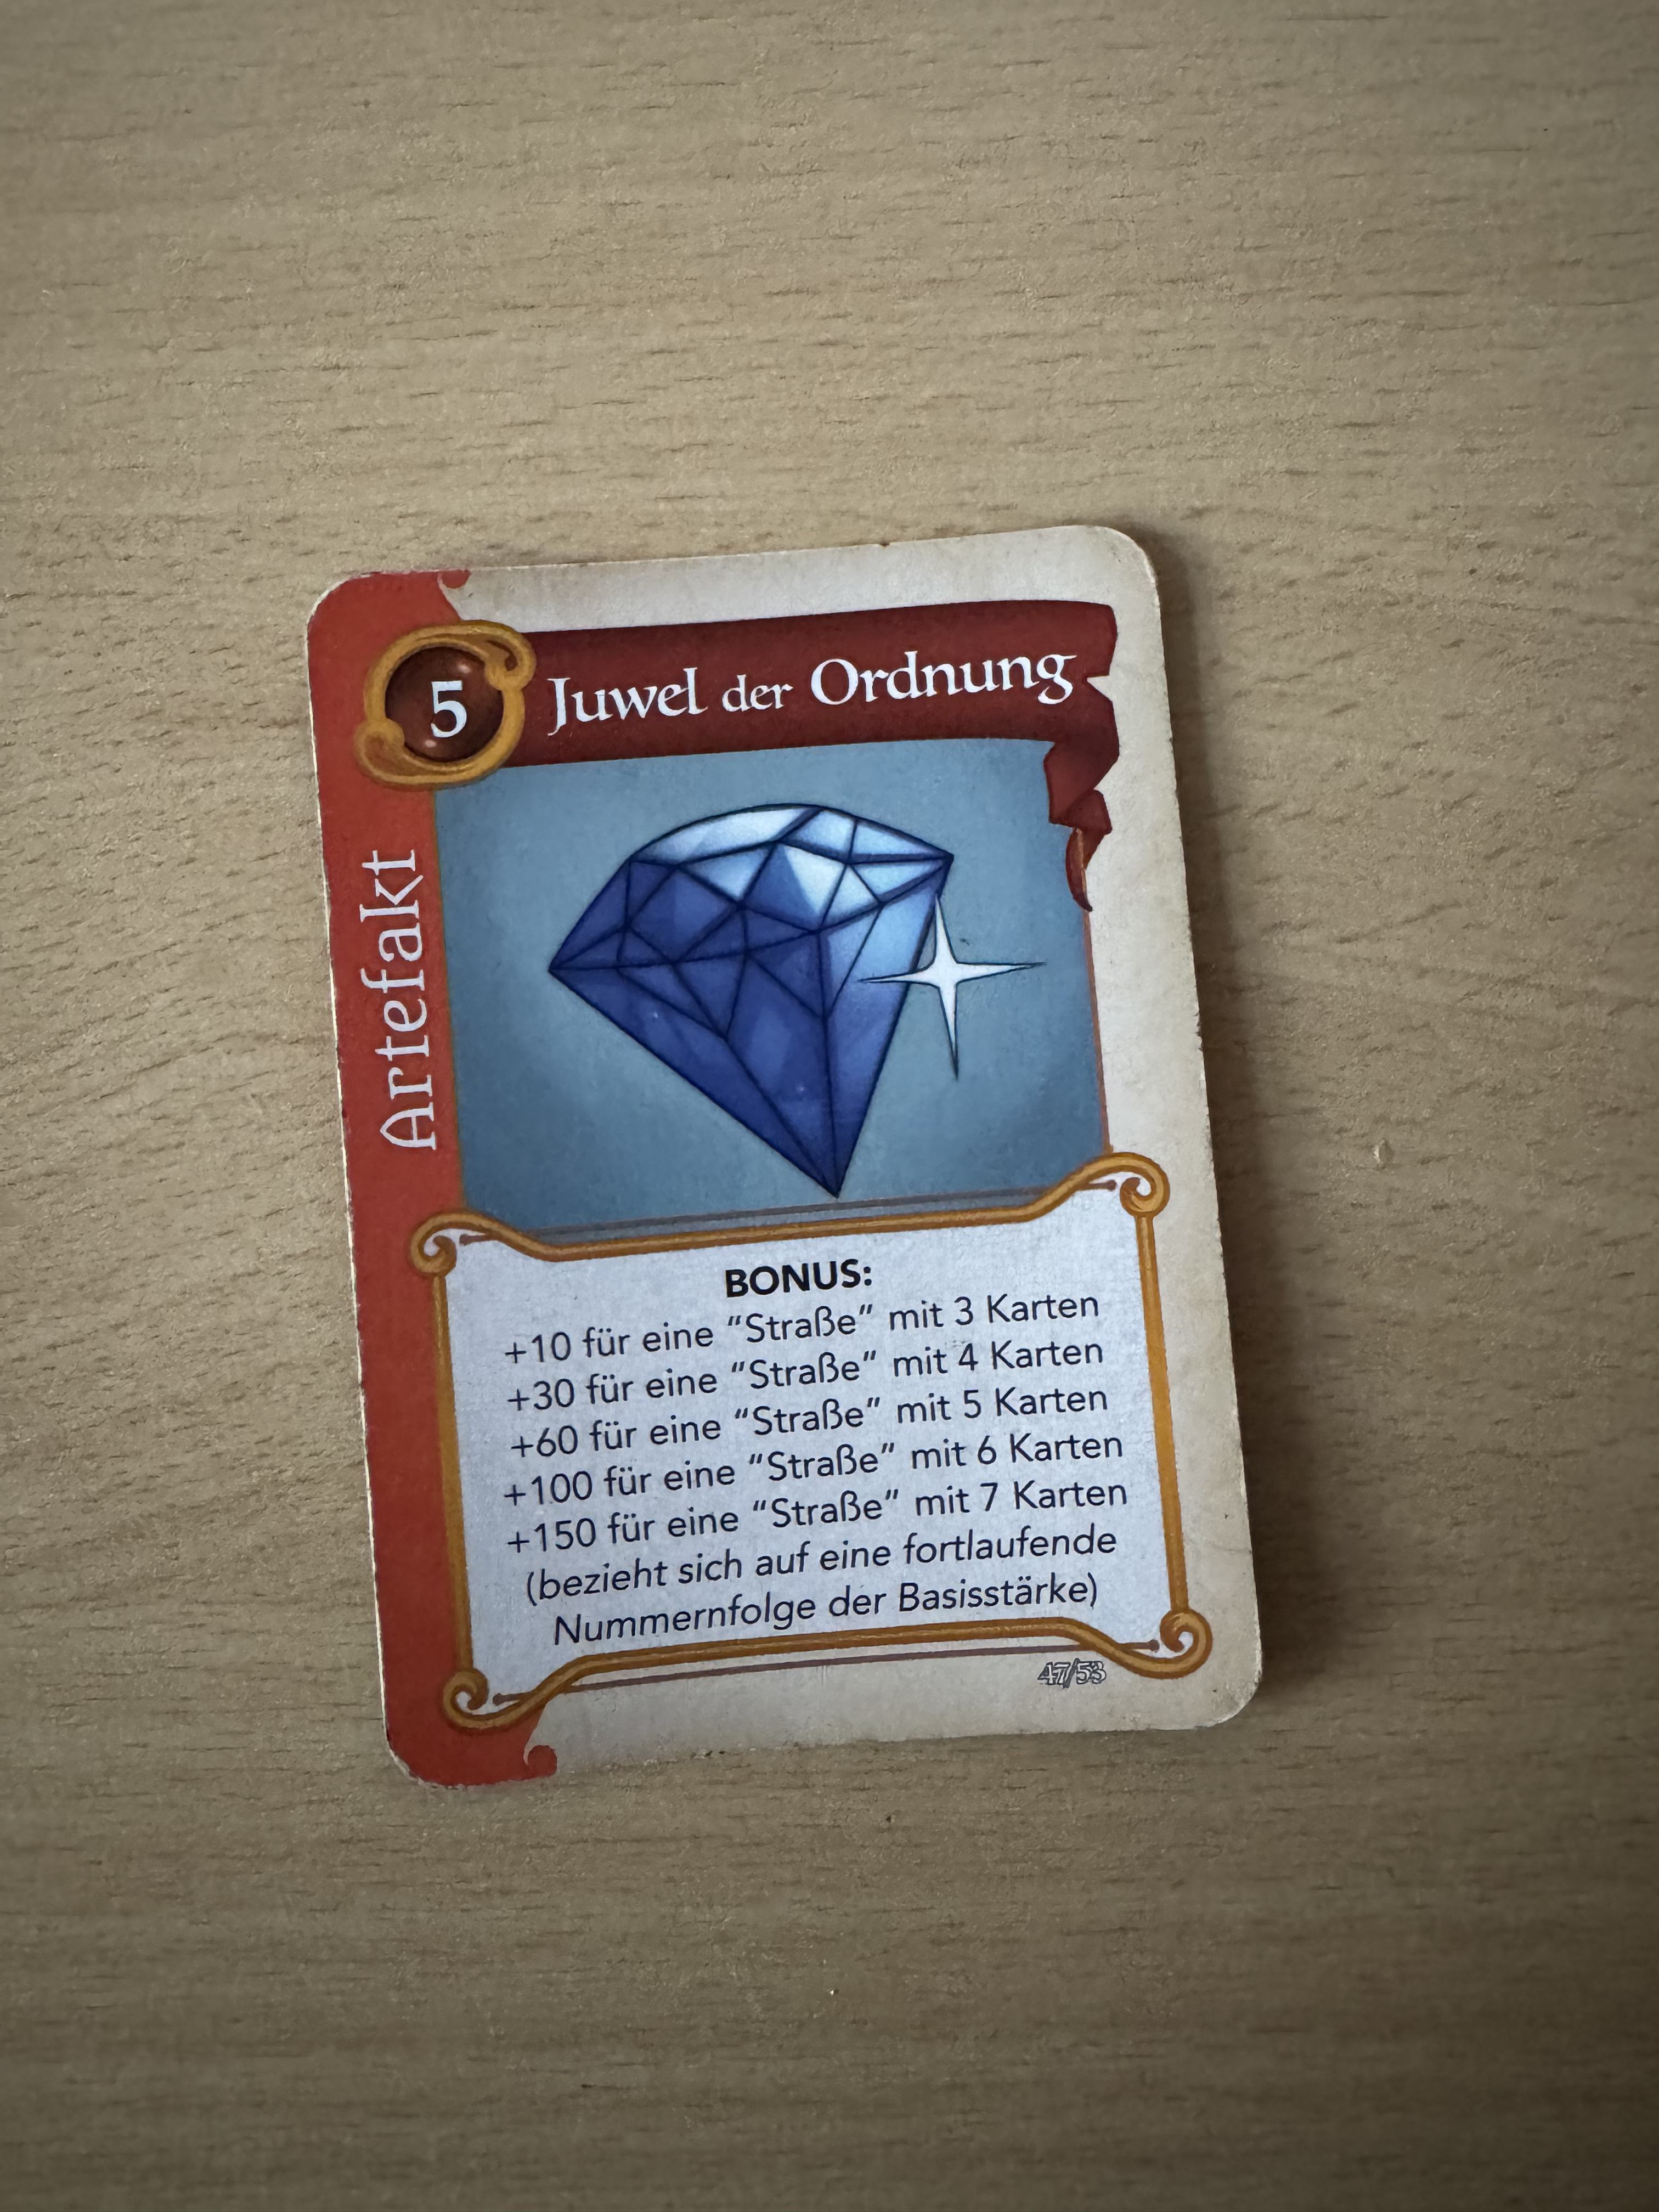 5
Juwel der Ordnung
Artefakt
BONUS:
+10 für eine "Straße" mit 3 Karten
+30 für eine "Straße" mit 4 Karten
+60 für eine "Straße" mit 5 Karten
+100 für eine "Straße" mit 6 Karten
+150 für eine "Straße" mit 7 Karten
(bezieht sich auf eine fortlaufende
Nummernfolge der Basisstärke)
47/53